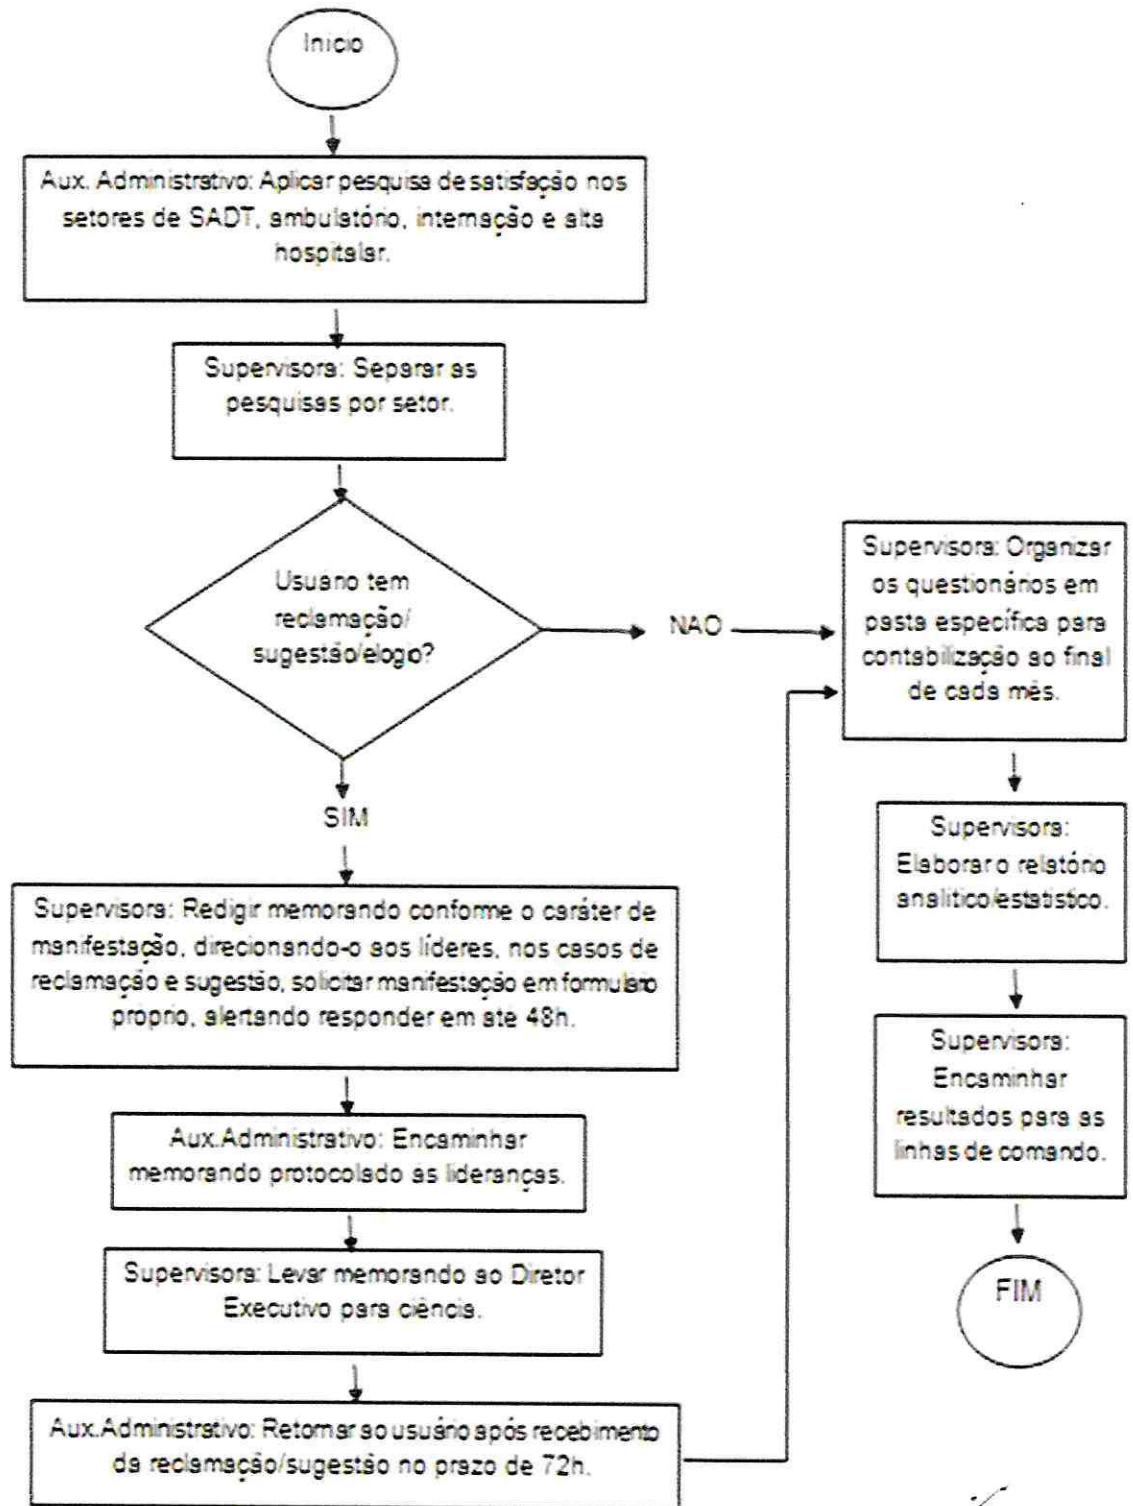 Início
Aux. Administrativo: Aplicar pesquisa de satisfação nos
setores de SADT, ambulatório, internação e alta
hospitalar.
Supervisora: Separar as
pesquisas por setor.
Usuário tem
reclamação/
sugestão/elogio?
NAO
SIM
Supervisora: Redigir memorando conforme o caráter de
manifestação, direcionando-o aos líderes, nos casos de
reclamação e sugestão, solicitar manifestação em formulário
próprio, alertando responder em até 48h.
Aux.Administrativo: Encaminhar
memorando protocolado às lideranças.
Supervisora: Levar memorando ao Diretor
Executivo para ciência.
Aux.Administrativo: Retornar ao usuário após recebimento
da reclamação/sugestão no prazo de 72h.
Supervisora: Organizar
os questionários em
pasta específica para
contabilização ao final
de cada mês.
Supervisora:
Elaborar o relatório
analítico/estatístico.
Supervisora:
Encaminhar
resultados para as
linhas de comando.
FIM